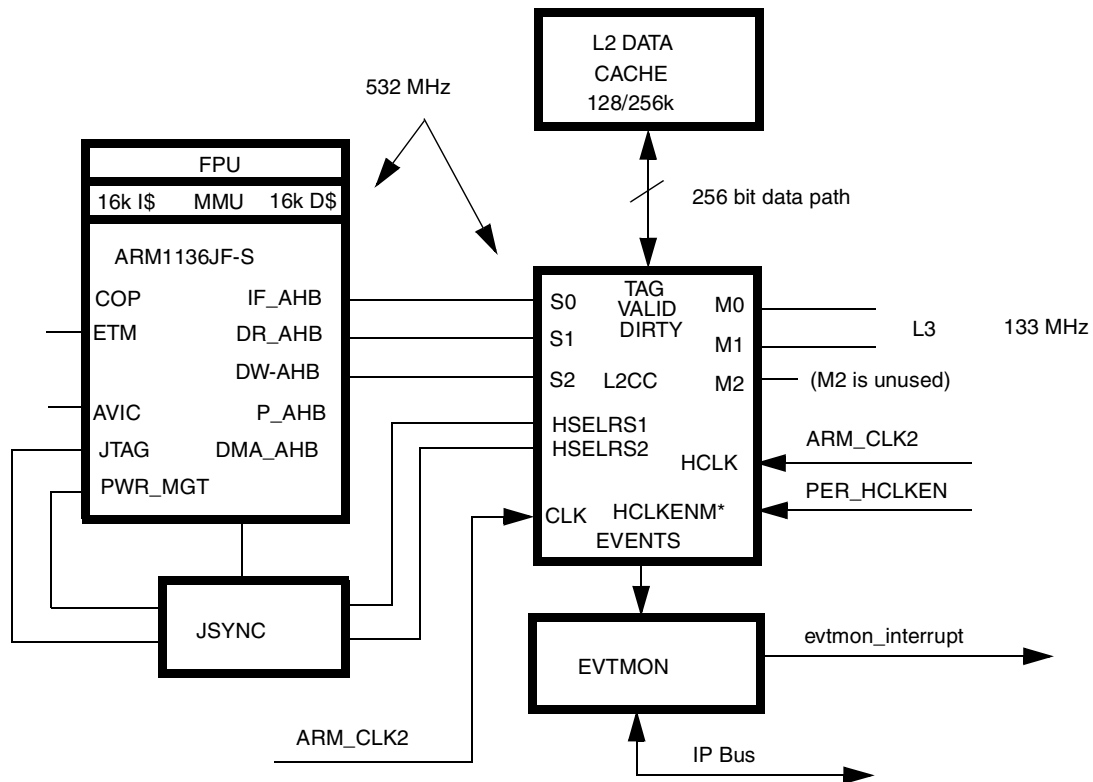 L2 DATA
CACHE
128/256k
532 MHz
FPU
16k I$ MMU 16k D$
256 bit data path
ARM1136JF-S
COP
IF_AHB
ETM
DR_AHB
DW-AHB
AVIC
P_AHB
JTAG
DMA_AHB
PWR_MGT
S0
TAG
VALID
DIRTY
M0
S1
M1
S2
L2CC
M2
L3
133 MHz
(M2 is unused)
HSELRS1
HSELRS2
HCLK
ARM_CLK2
PER_HCLKEN
CLK
HCLKENM*
EVENTS
JSYNC
EVTMON
evtmon_interrupt
ARM_CLK2
IP Bus